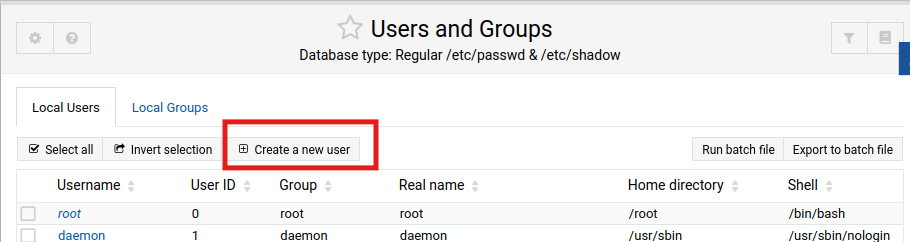 Users and Groups
Database type: Regular /etc/passwd & /etc/shadow
Local Users Local Groups
Select all Invert selection Create a new user Run batch file Export to batch file
Username User ID Group Real name Home directory Shell
root 0 root root /root /bin/bash
daemon 1 daemon daemon /usr/sbin /usr/sbin/nologin